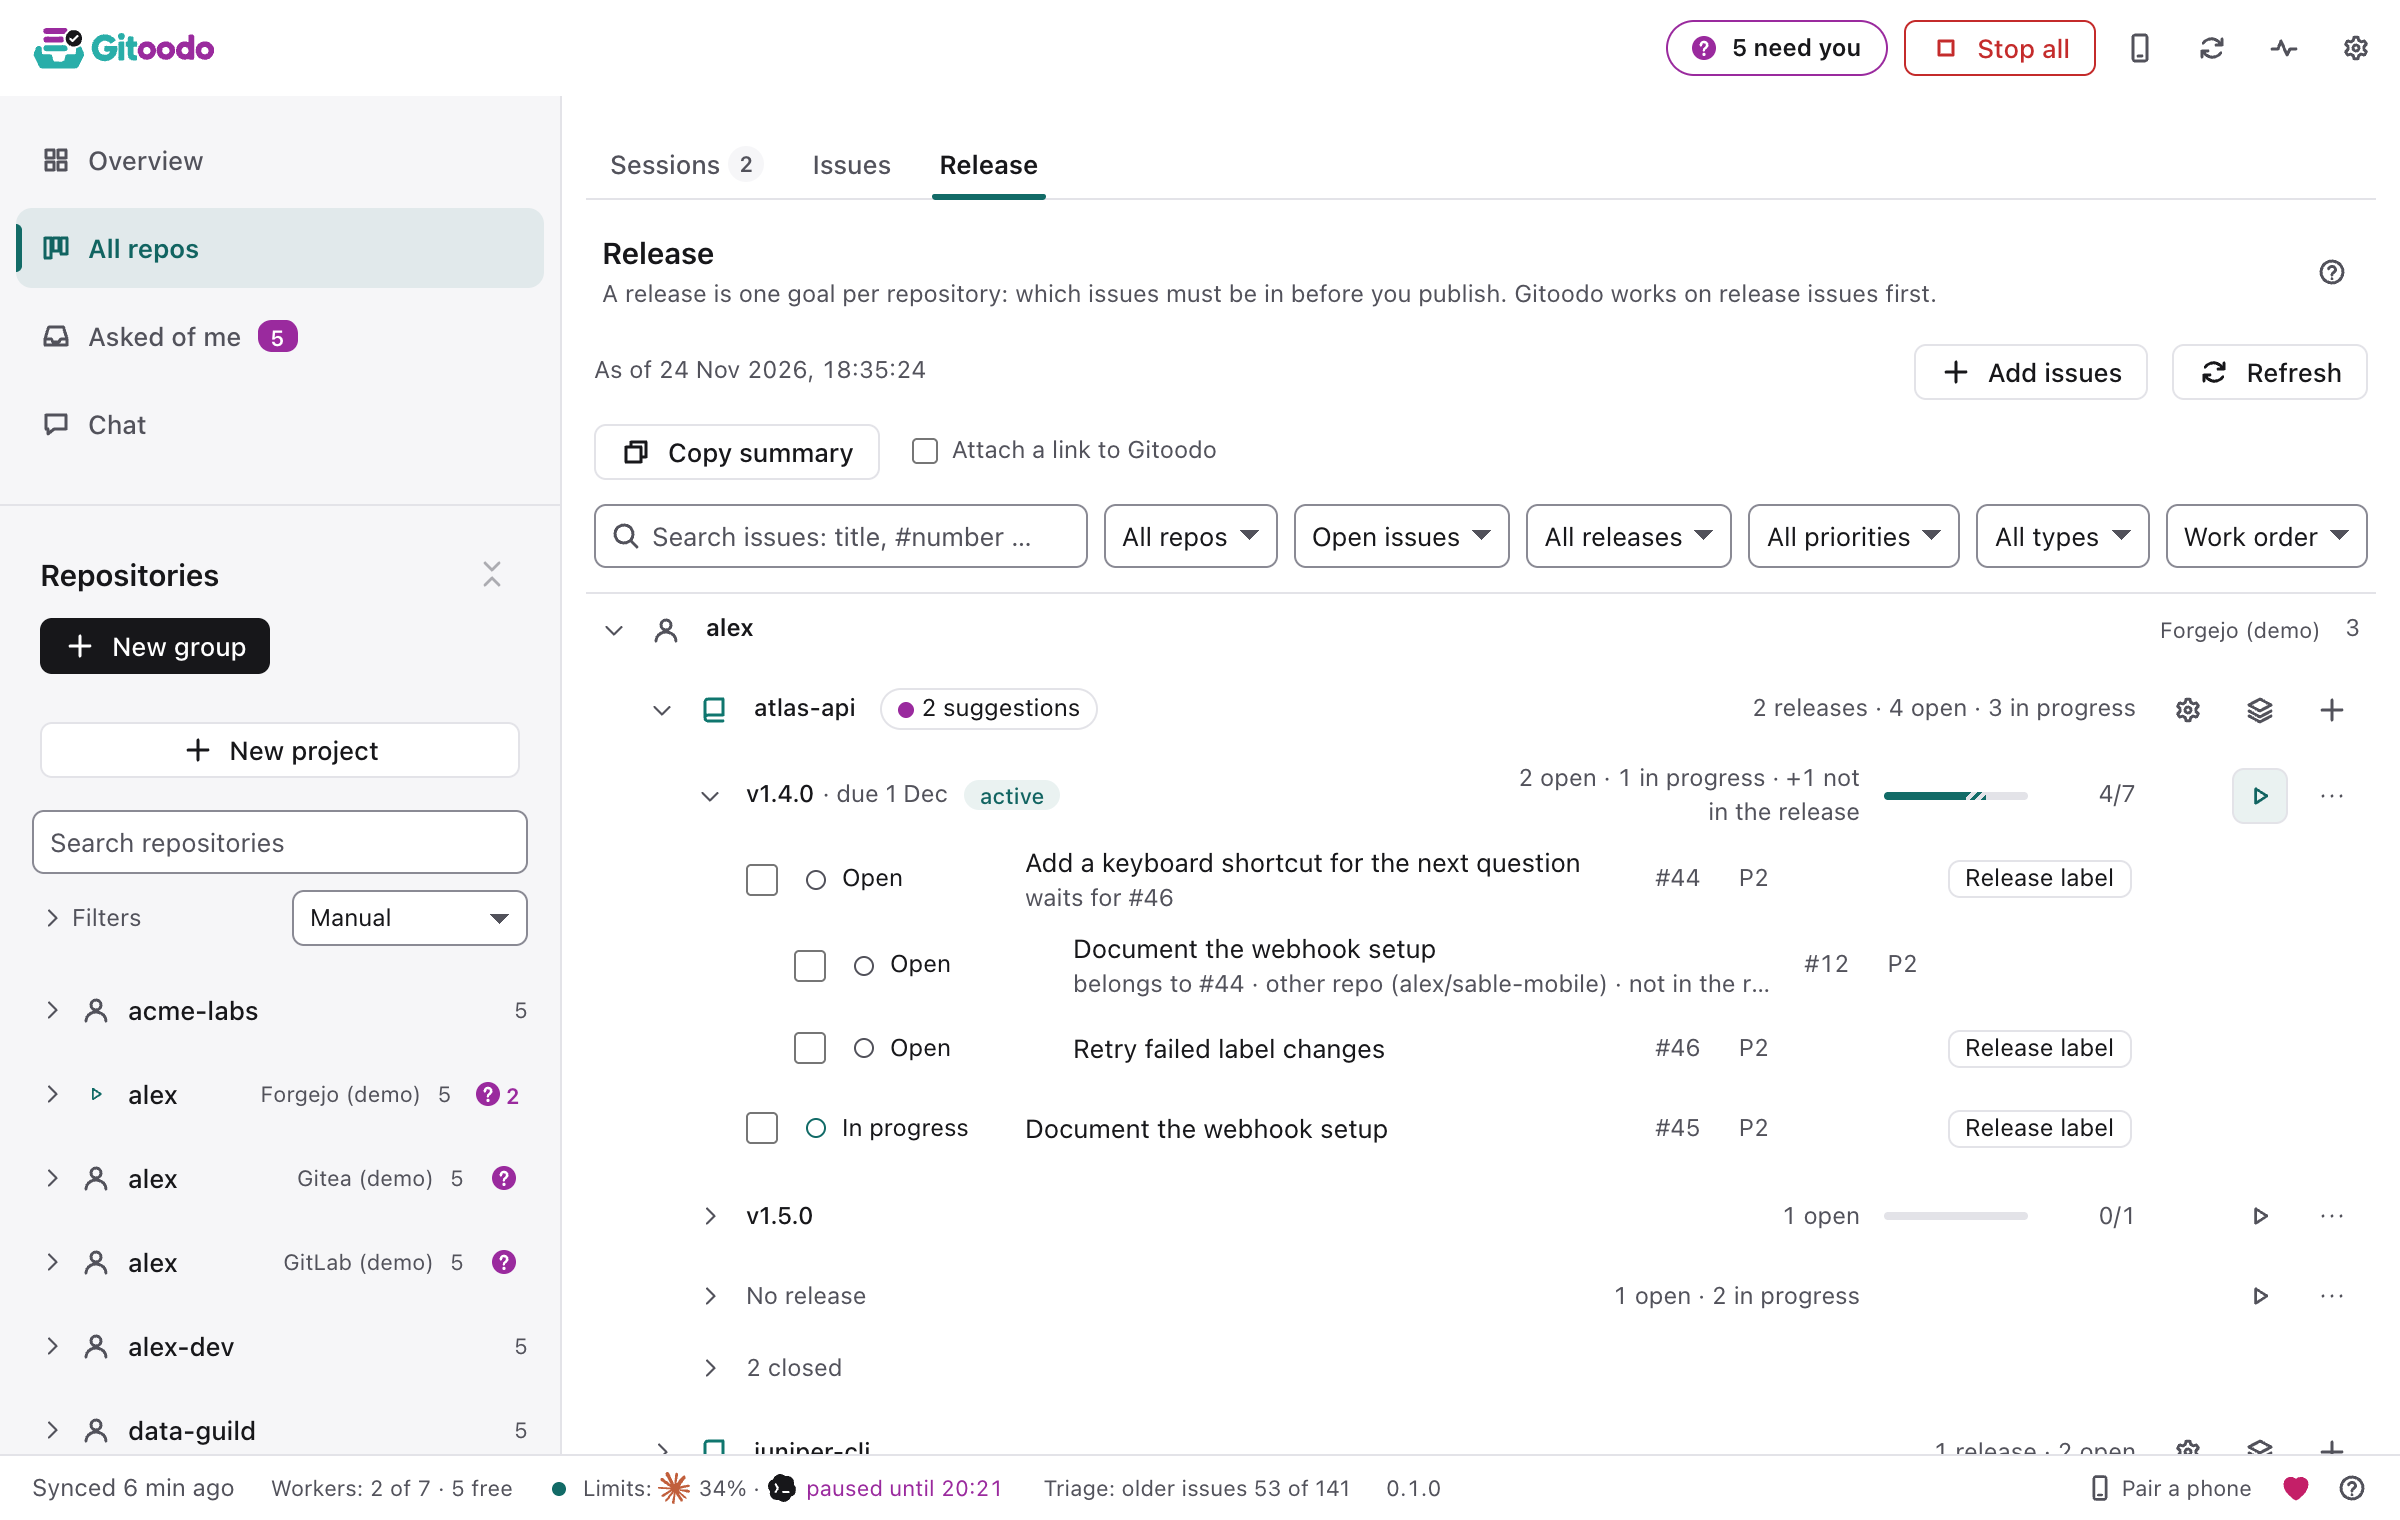 Gitoodo
5 need you
Stop all
Overview
All repos
Asked of me 5
Chat
Repositories
New group
New project
Search repositories
Filters
Manual
acme-labs 5
alex Forgejo (demo) 5 2
alex Gitea (demo) 5
alex GitLab (demo) 5
alex-dev 5
data-guild 5
Sessions 2 Issues Release
Release
A release is one goal per repository: which issues must be in before you publish. Gitoodo works on release issues first.
As of 24 Nov 2026, 18:35:24
Add issues
Refresh
Copy summary
Attach a link to Gitoodo
Search issues: title, #number ...
All repos
Open issues
All releases
All priorities
All types
Work order
alex Forgejo (demo) 3
atlas-api 2 suggestions 2 releases · 4 open · 3 in progress
v1.4.0 · due 1 Dec active 2 open · 1 in progress · +1 not
in the release
4/7
Open Add a keyboard shortcut for the next question #44 P2 Release label
waits for #46
Open Document the webhook setup #12 P2
belongs to #44 · other repo (alex/sable-mobile) · not in the r...
Open Retry failed label changes #46 P2 Release label
In progress Document the webhook setup #45 P2 Release label
v1.5.0 1 open 0/1
No release 1 open · 2 in progress
2 closed
juniper-cli 1 release · 2 open
Synced 6 min ago Workers: 2 of 7 · 5 free Limits: 34% · paused until 20:21 Triage: older issues 53 of 141 0.1.0 Pair a phone